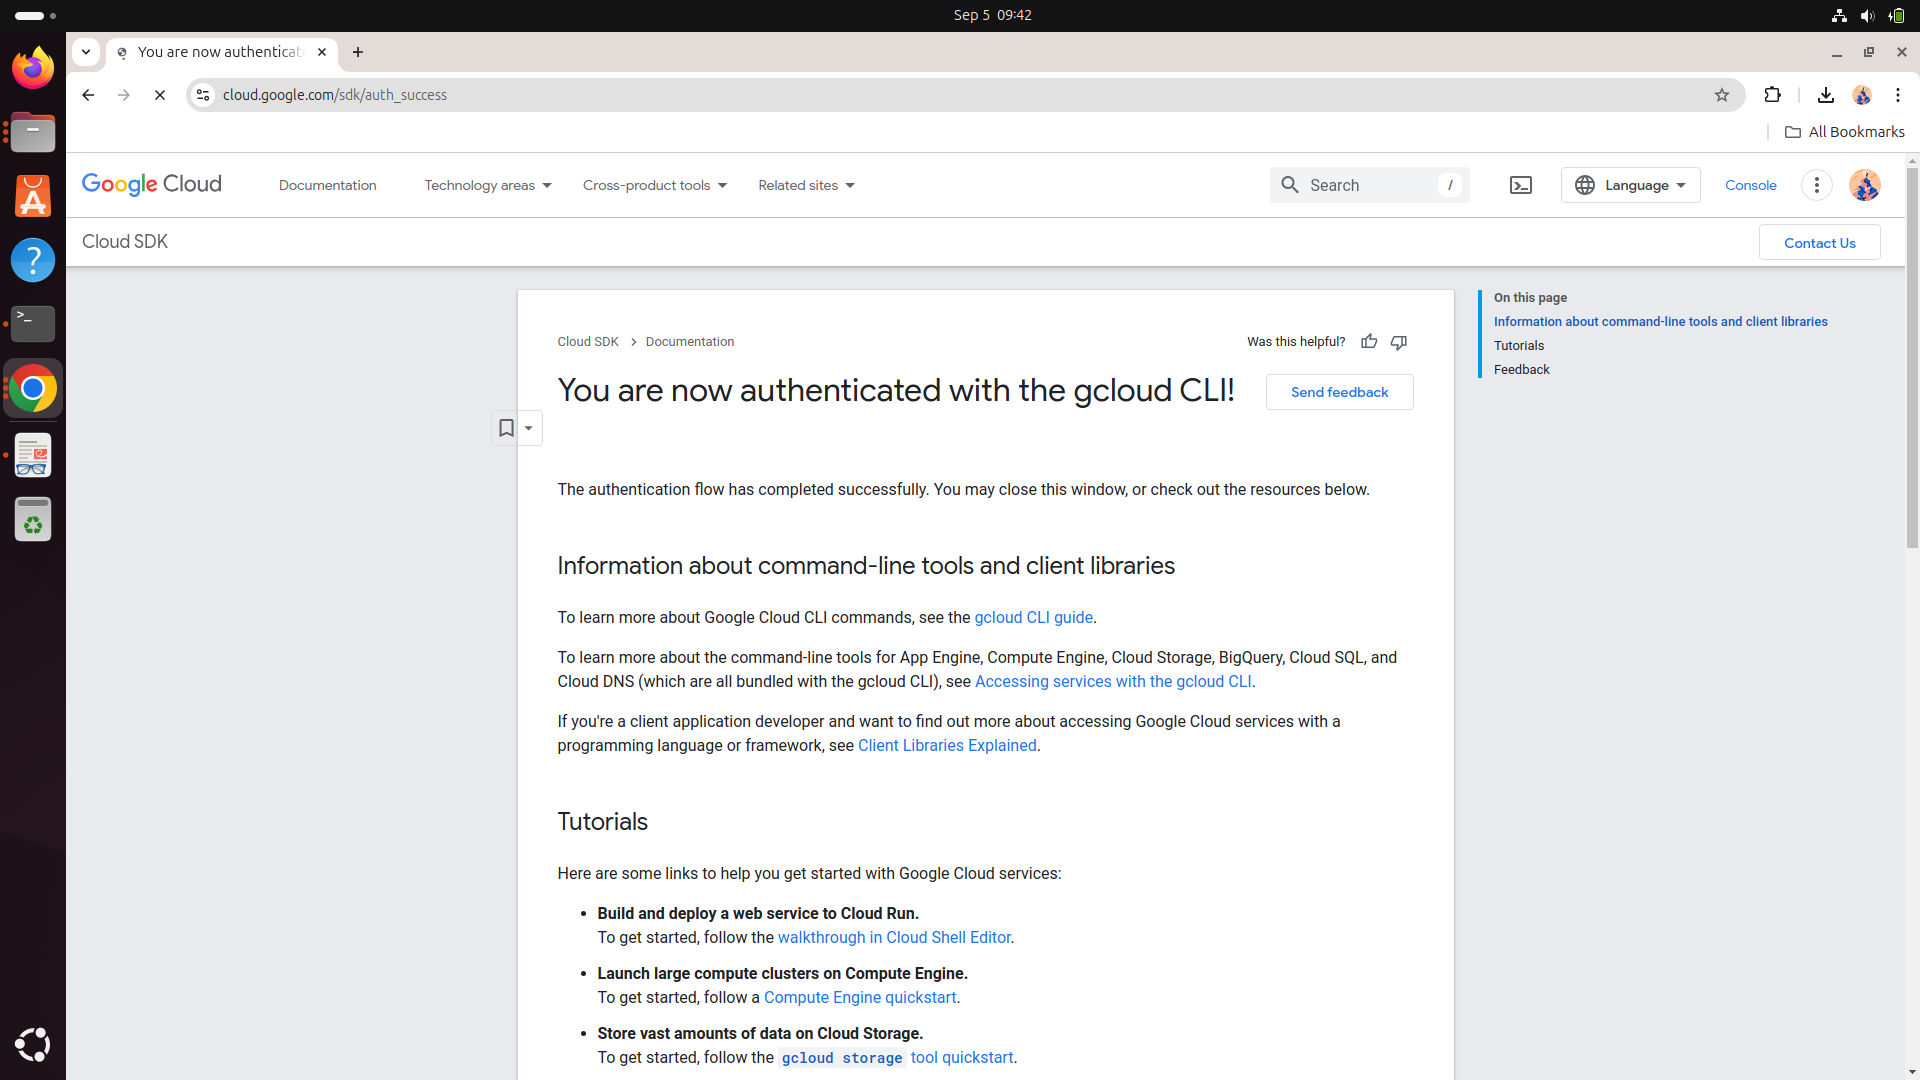 Sep 5 09:42
You are now authenticat
cloud.google.com/sdk/auth_success
All Bookmarks
Google Cloud
Documentation
Technology areas
Cross-product tools
Related sites
Search
/
Language
Console
Cloud SDK
Contact Us
Cloud SDK
Documentation
Was this helpful?
You are now authenticated with the gcloud CLI!
Send feedback
The authentication flow has completed successfully. You may close this window, or check out the resources below.
Information about command-line tools and client libraries
To learn more about Google Cloud CLI commands, see the gcloud CLI guide.
To learn more about the command-line tools for App Engine, Compute Engine, Cloud Storage, BigQuery, Cloud SQL, and
Cloud DNS (which are all bundled with the gcloud CLI), see Accessing services with the gcloud CLI.
If you're a client application developer and want to find out more about accessing Google Cloud services with a
programming language or framework, see Client Libraries Explained.
Tutorials
Here are some links to help you get started with Google Cloud services:
• Build and deploy a web service to Cloud Run.
To get started, follow the walkthrough in Cloud Shell Editor.
• Launch large compute clusters on Compute Engine.
To get started, follow a Compute Engine quickstart.
• Store vast amounts of data on Cloud Storage.
To get started, follow the gcloud storage tool quickstart.
On this page
Information about command-line tools and client libraries
Tutorials
Feedback